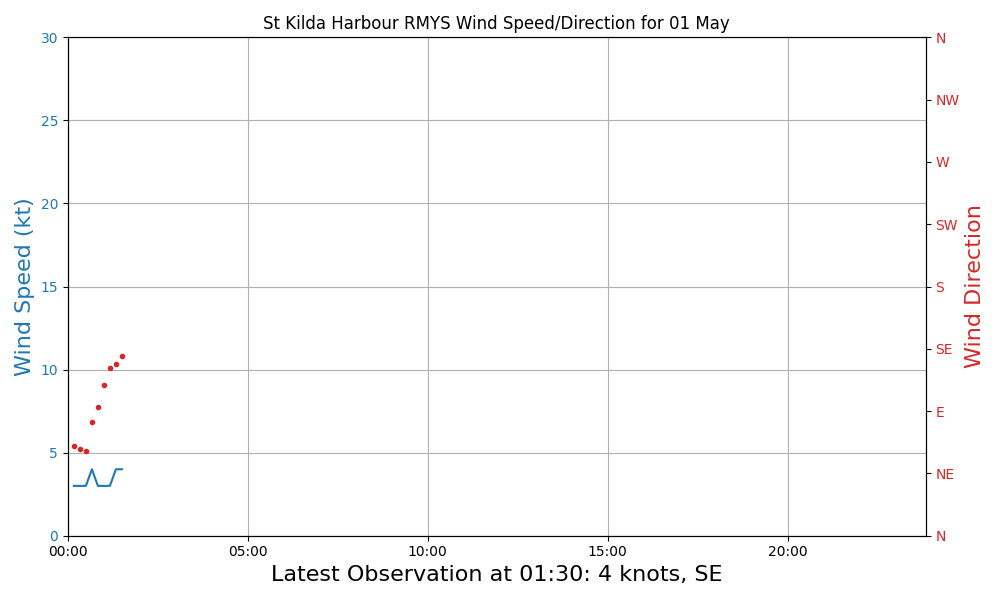 St Kilda Harbour RMYS Wind Speed/Direction for 01 May
Wind Speed (kt)
30
25
20
15
10
5
0
00:00 05:00 10:00 15:00 20:00
N
NW
W
SW
S
SE
E
NE
N
Wind Direction
Latest Observation at 01:30: 4 knots, SE